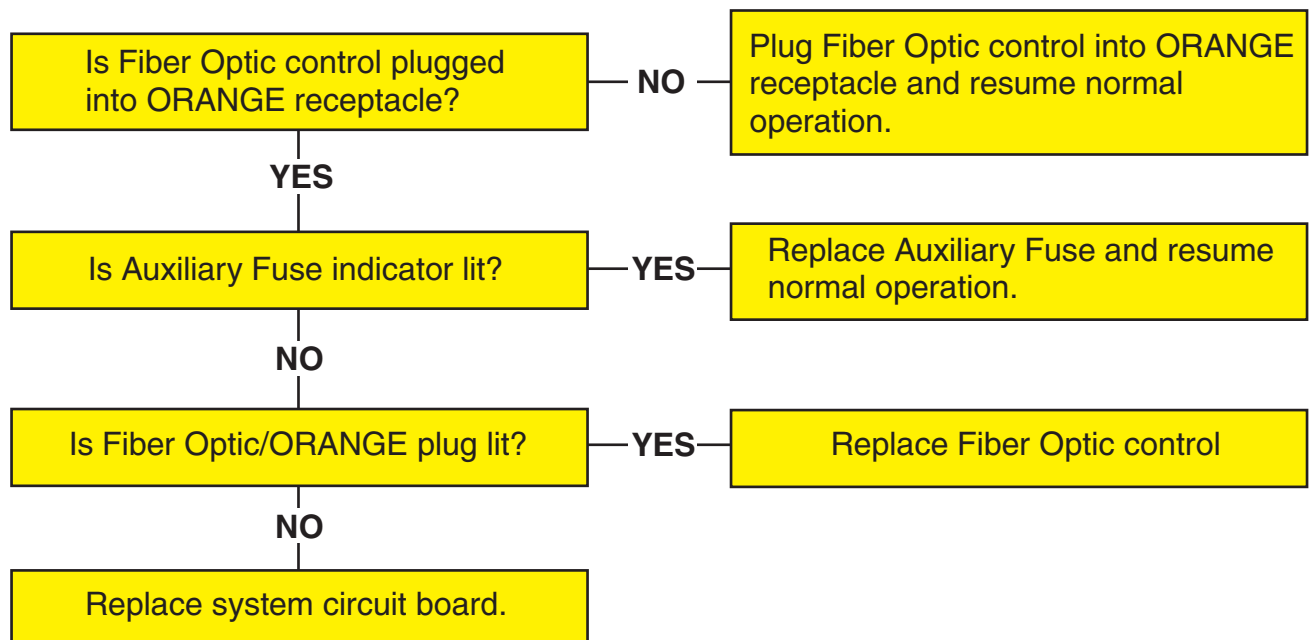 Is Fiber Optic control plugged
into ORANGE receptacle?
NO
Plug Fiber Optic control into ORANGE
receptacle and resume normal
operation.
YES
Is Auxiliary Fuse indicator lit?
YES
Replace Auxiliary Fuse and resume
normal operation.
NO
Is Fiber Optic/ORANGE plug lit?
YES
Replace Fiber Optic control
NO
Replace system circuit board.